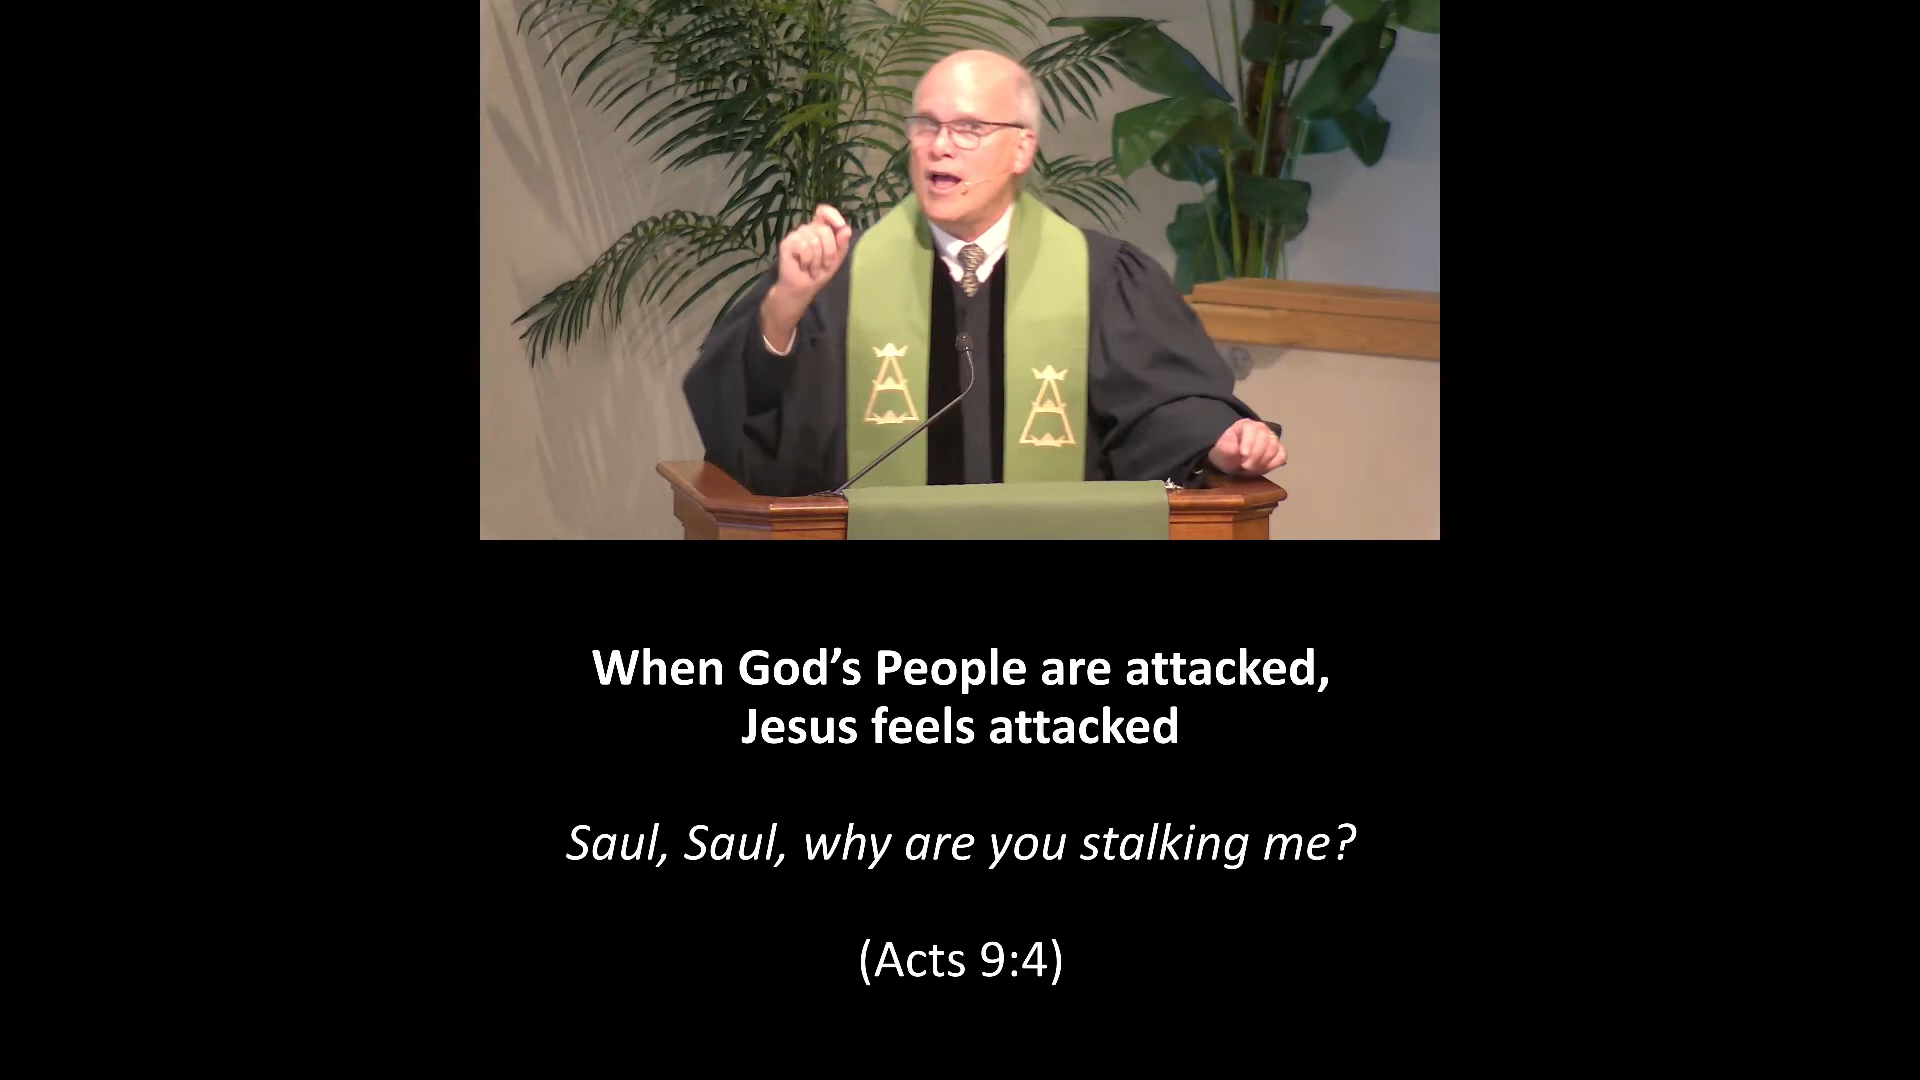 When God’s People are attacked,
Jesus feels attacked
Saul, Saul, why are you stalking me?
(Acts 9:4)